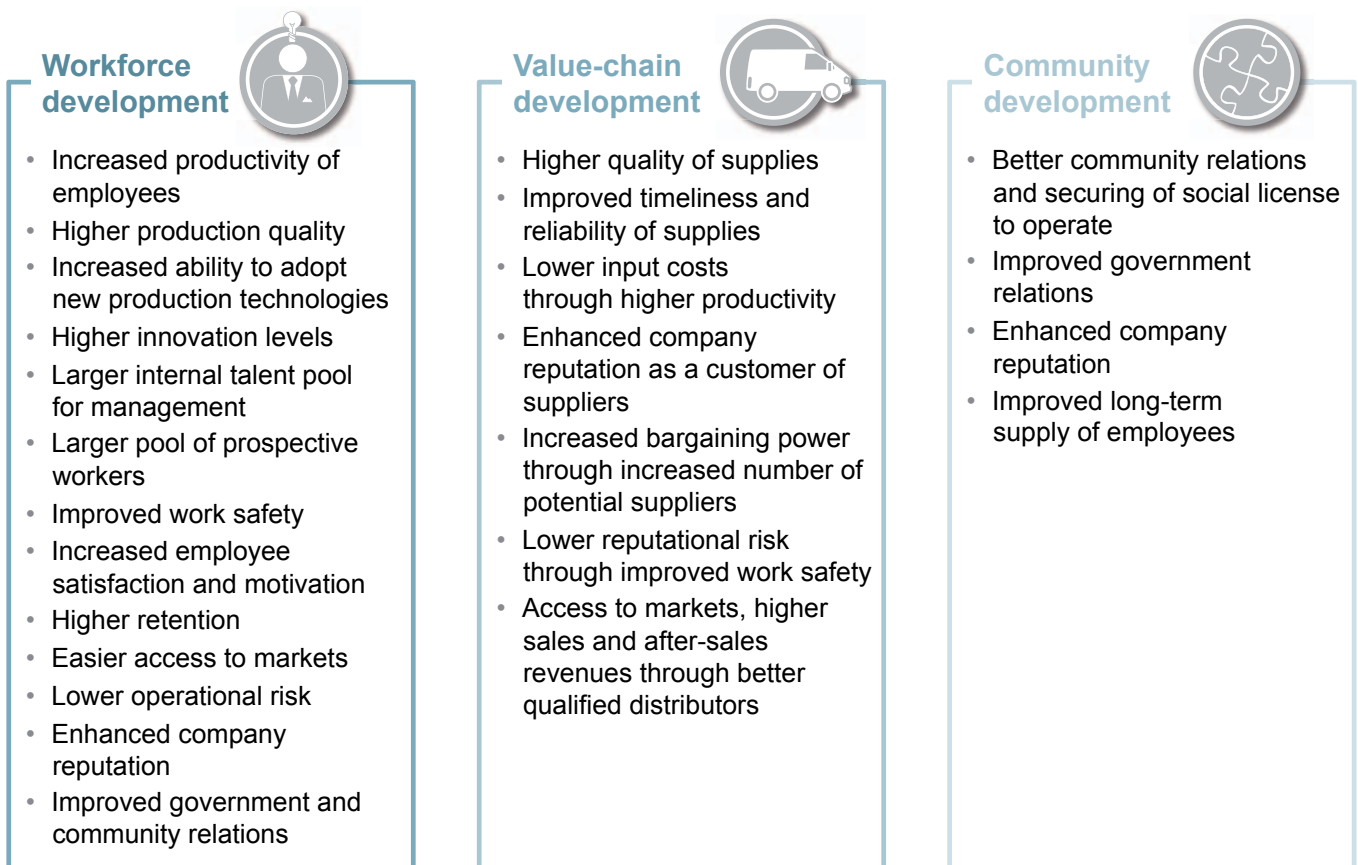 Workforce
development
• Increased productivity of
employees
• Higher production quality
• Increased ability to adopt
new production technologies
• Higher innovation levels
• Larger internal talent pool
for management
• Larger pool of prospective
workers
• Improved work safety
• Increased employee
satisfaction and motivation
• Higher retention
• Easier access to markets
• Lower operational risk
• Enhanced company
reputation
• Improved government and
community relations
Value-chain
development
• Higher quality of supplies
• Improved timeliness and
reliability of supplies
• Lower input costs
through higher productivity
• Enhanced company
reputation as a customer of
suppliers
• Increased bargaining power
through increased number of
potential suppliers
• Lower reputational risk
through improved work safety
• Access to markets, higher
sales and after-sales
revenues through better
qualified distributors
Community
development
• Better community relations
and securing of social license
to operate
• Improved government
relations
• Enhanced company
reputation
• Improved long-term
supply of employees